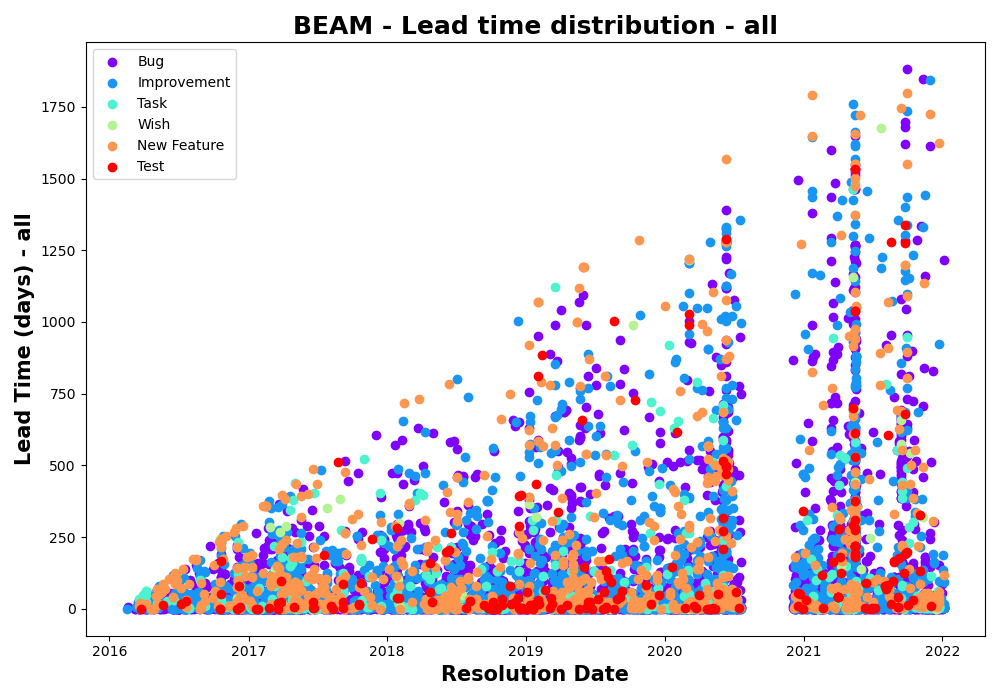 BEAM - Lead time distribution - all
Bug
Improvement
Task
Wish
New Feature
Test
Lead Time (days) - all
1750
1500
1250
1000
750
500
250
0
2016 2017 2018 2019 2020 2021 2022
Resolution Date